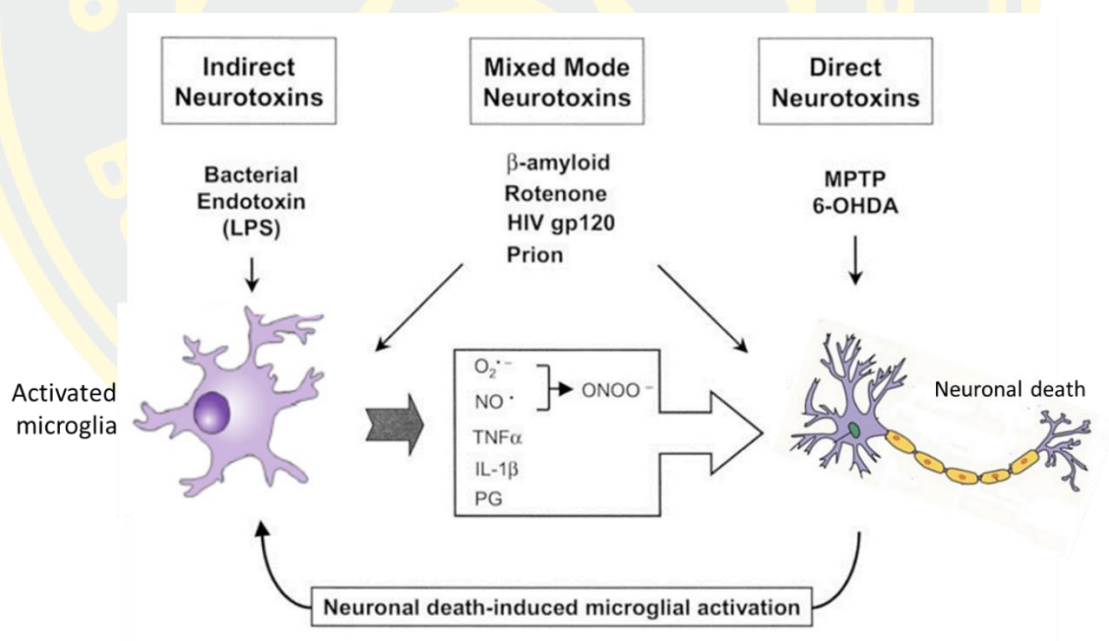 Indirect
Neurotoxins
Mixed Mode
Neurotoxins
Direct
Neurotoxins
Bacterial
Endotoxin
(LPS)
β-amyloid
Rotenone
HIV gp120
Prion
MPTP
6-OHDA
Activated
microglia
O₂•−
NO•
ONOO⁻
TNFα
IL-1β
PG
Neuronal death
Neuronal death-induced microglial activation